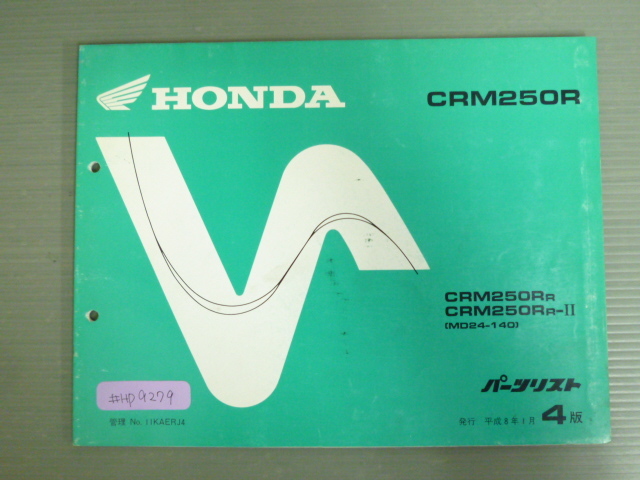 HONDA
CRM250R
CRM250RR
CRM250RR-II
(MD24-140)
パーツリスト
#HD9279
管理 No. 11KAERJ4
発行 平成8年1月 4版